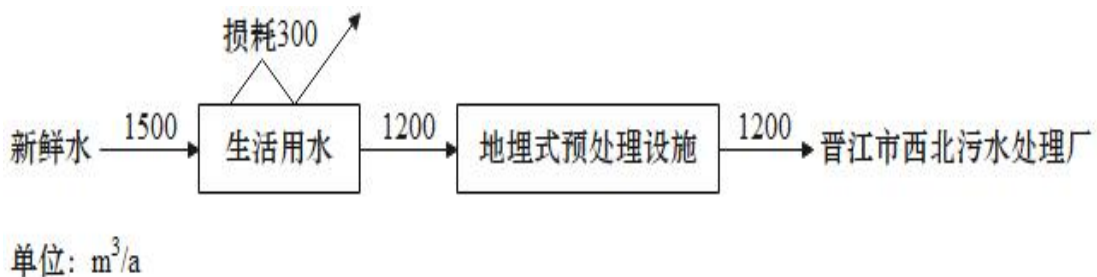 损耗300
新鲜水 1500 生活用水 1200 地埋式预处理设施 1200 晋江市西北污水处理厂
单位：m³/a